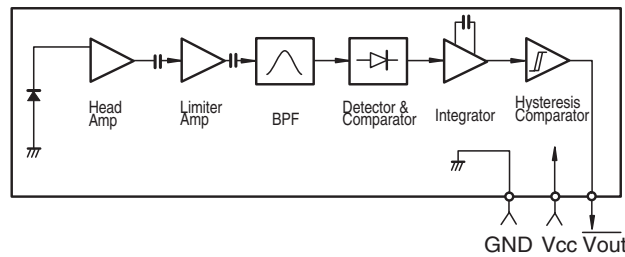 Head
Amp
Limiter
Amp
BPF
Detector &
Comparator
Integrator
Hysteresis
Comparator
GND Vcc Vout